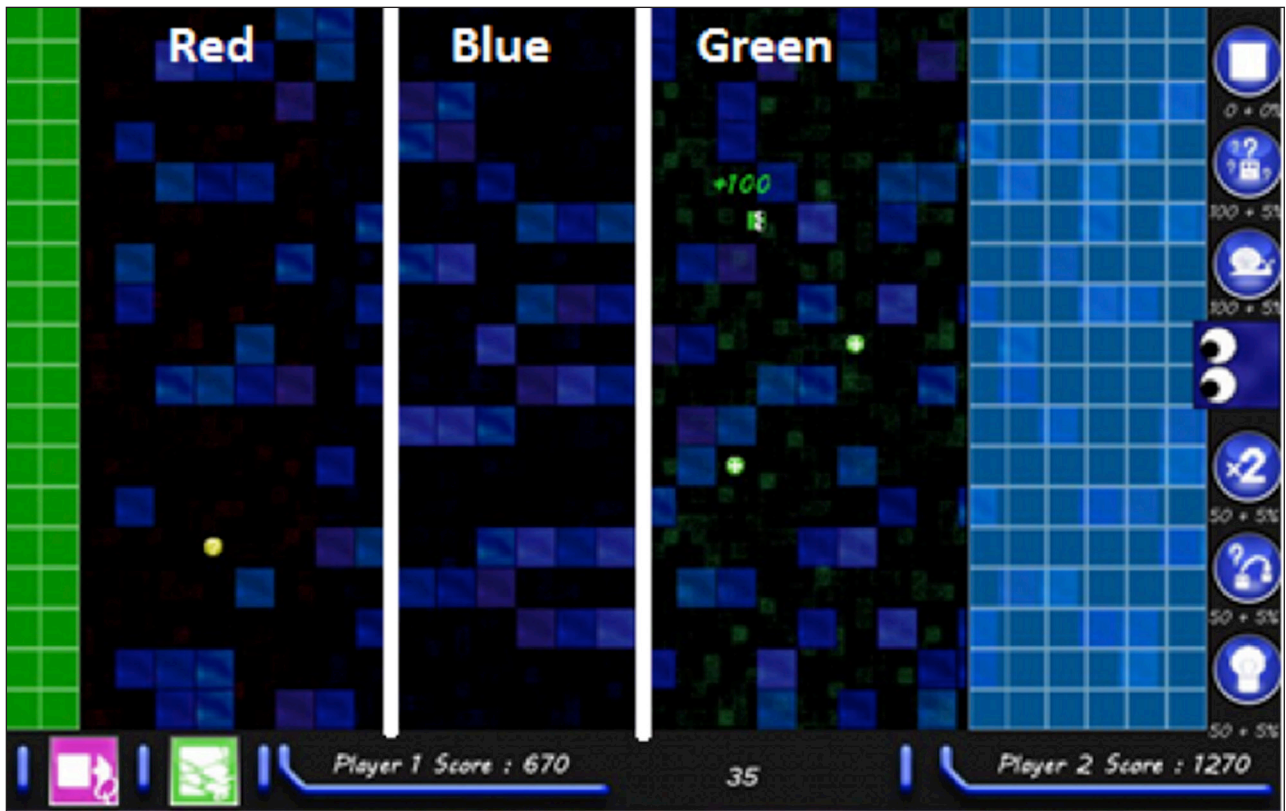 Red
Blue
Green
+100
0 + 0%
100 + 5%
100 + 5%
x2
50 + 5%
50 + 5%
50 + 5%
Player 1 Score : 670
35
Player 2 Score : 1270